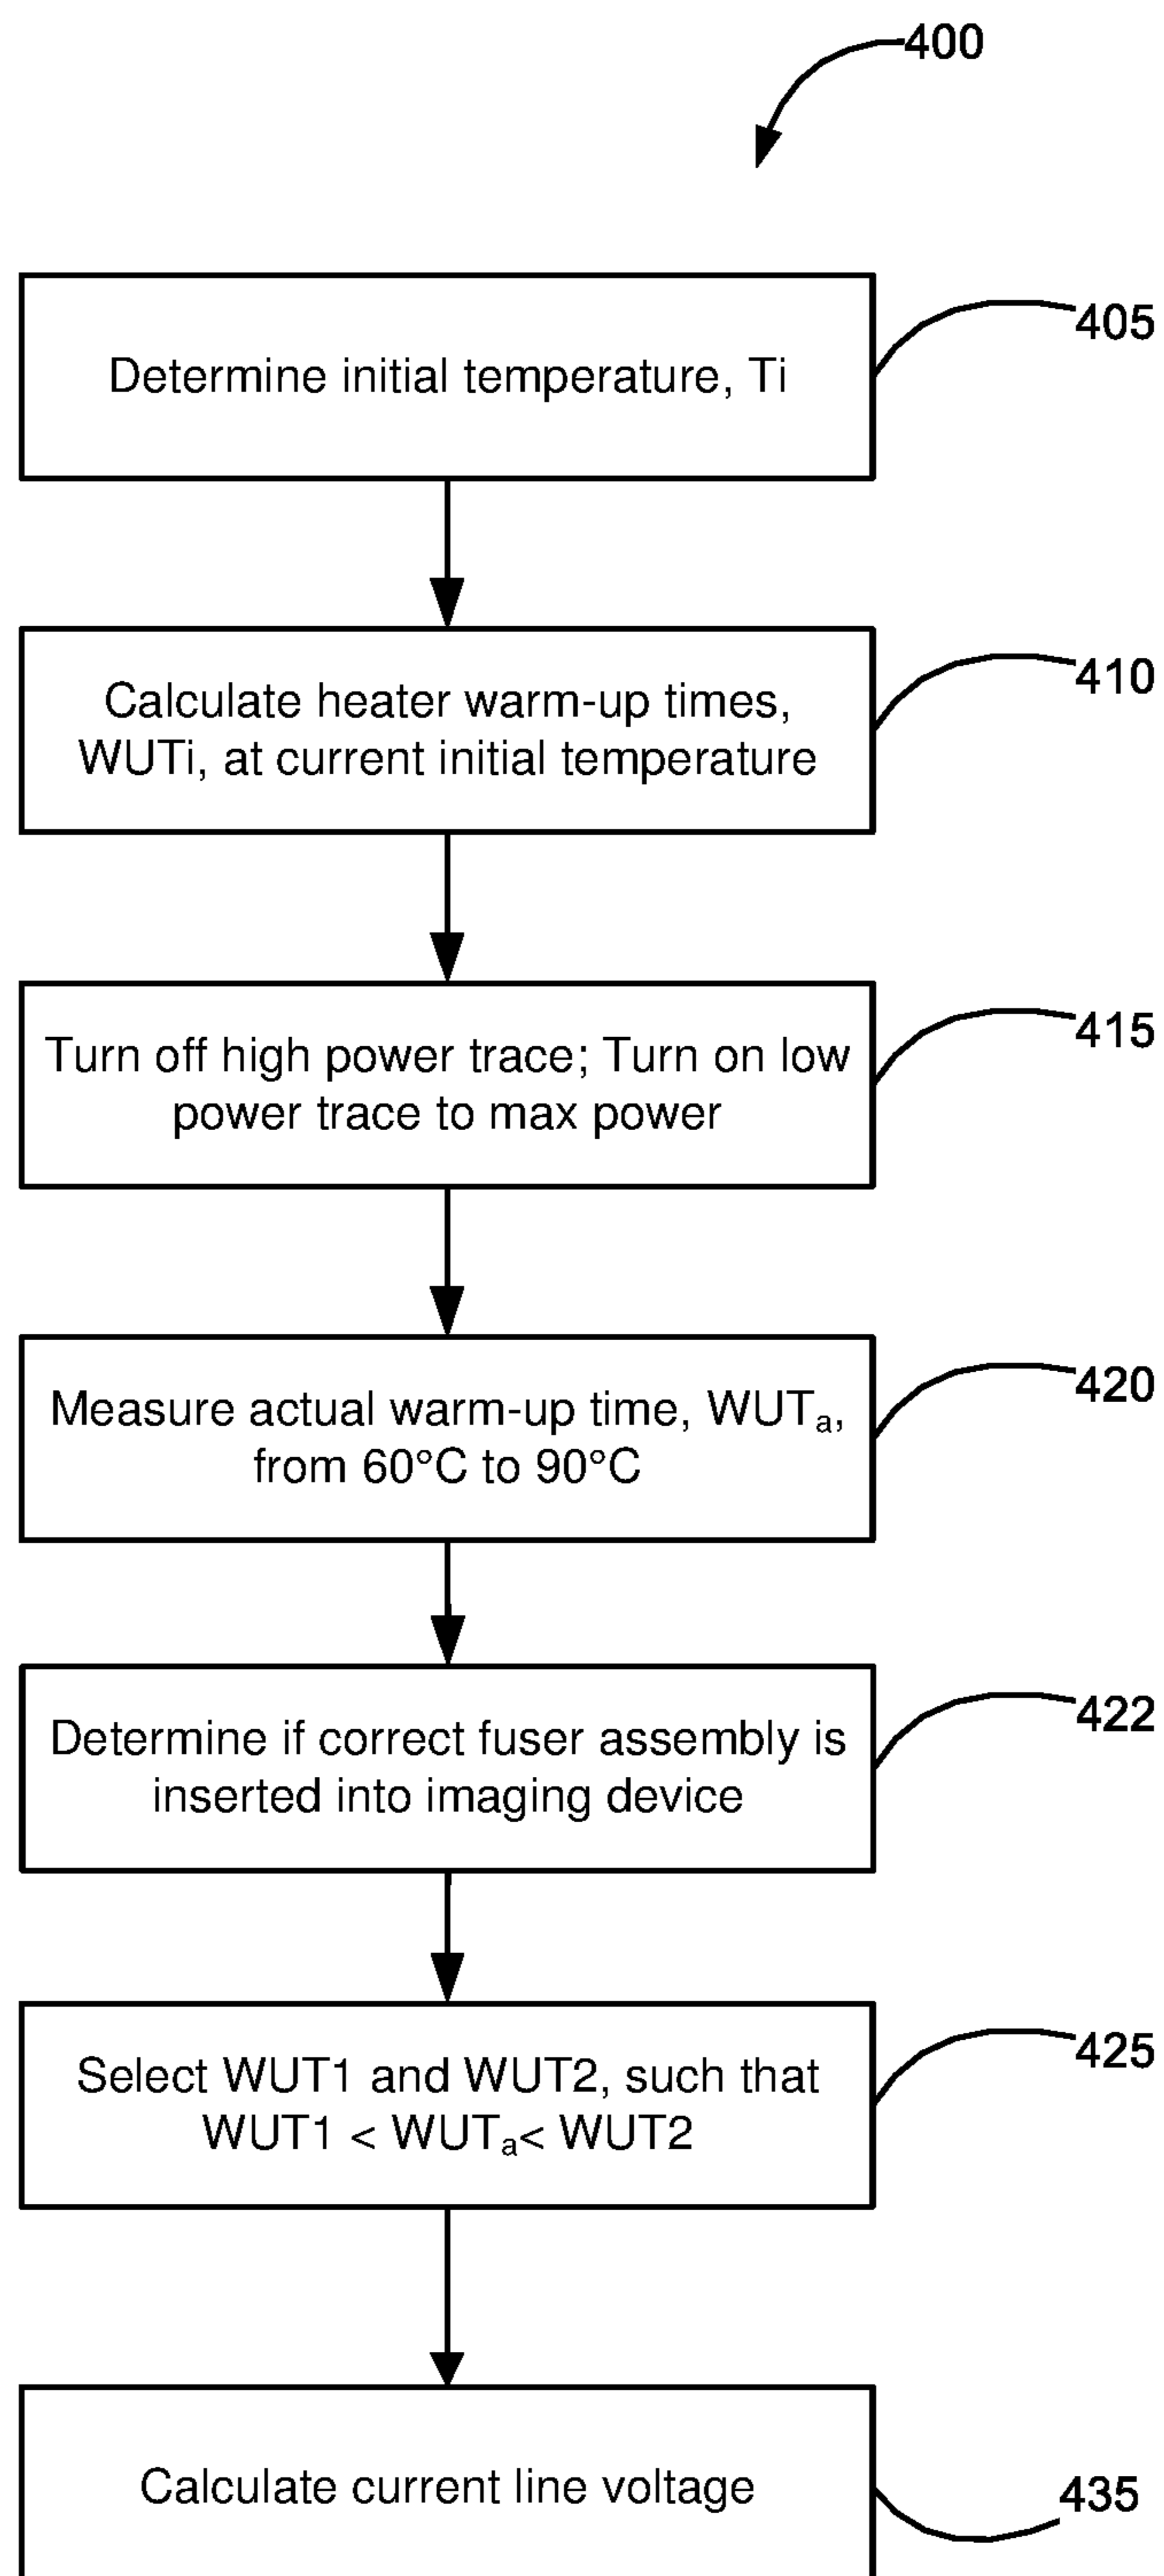 400
Determine initial temperature, Ti
405
Calculate heater warm-up times,
WUTi, at current initial temperature
410
Turn off high power trace; Turn on low
power trace to max power
415
Measure actual warm-up time, WUTa,
from 60°C to 90°C
420
Determine if correct fuser assembly is
inserted into imaging device
422
Select WUT1 and WUT2, such that
WUT1 < WUTa< WUT2
425
Calculate current line voltage
435